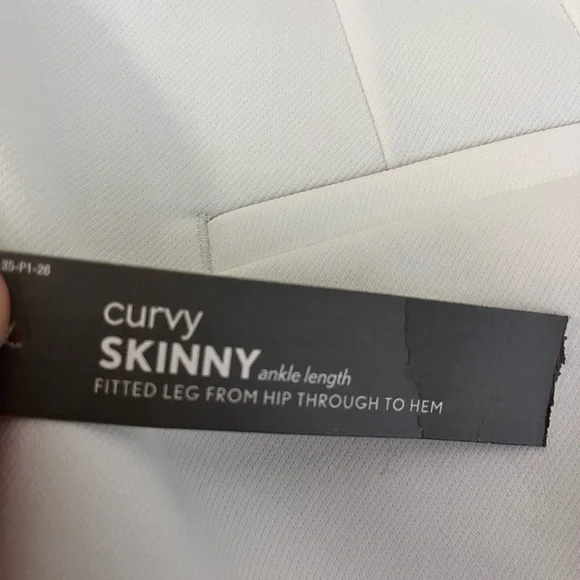 35-P1-26
curvy
SKINNY ankle length
FITTED LEG FROM HIP THROUGH TO HEM